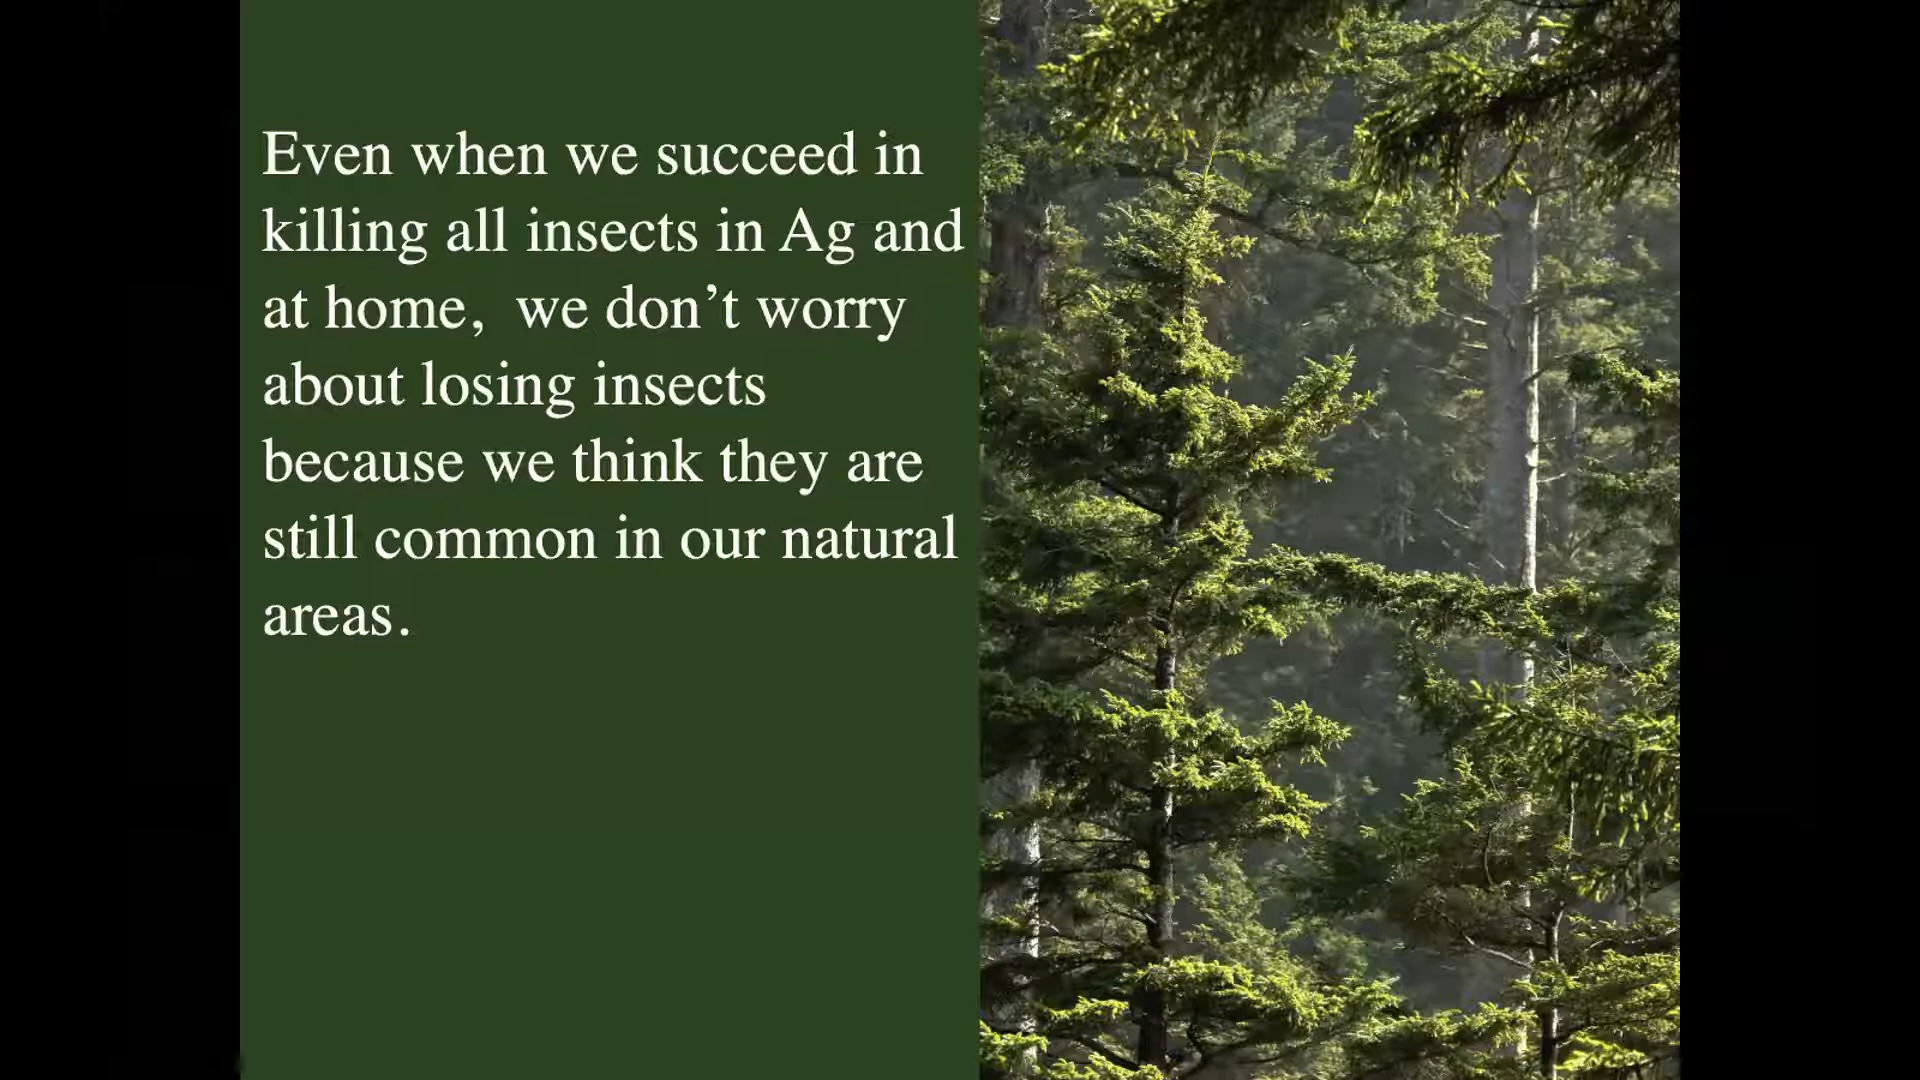 Even when we succeed in
killing all insects in Ag and
at home,  we don’t worry
about losing insects
because we think they are
still common in our natural
areas.